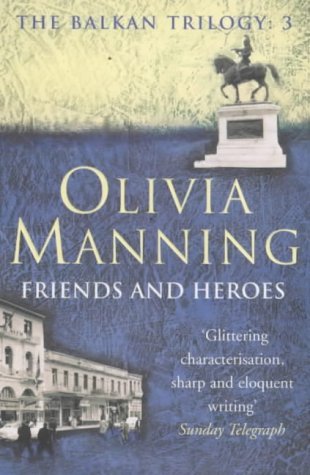 THE BALKAN TRILOGY: 3
OLIVIA
MANNING
FRIENDS AND HEROES
‘Glittering
characterisation,
sharp and eloquent
writing’
Sunday Telegraph